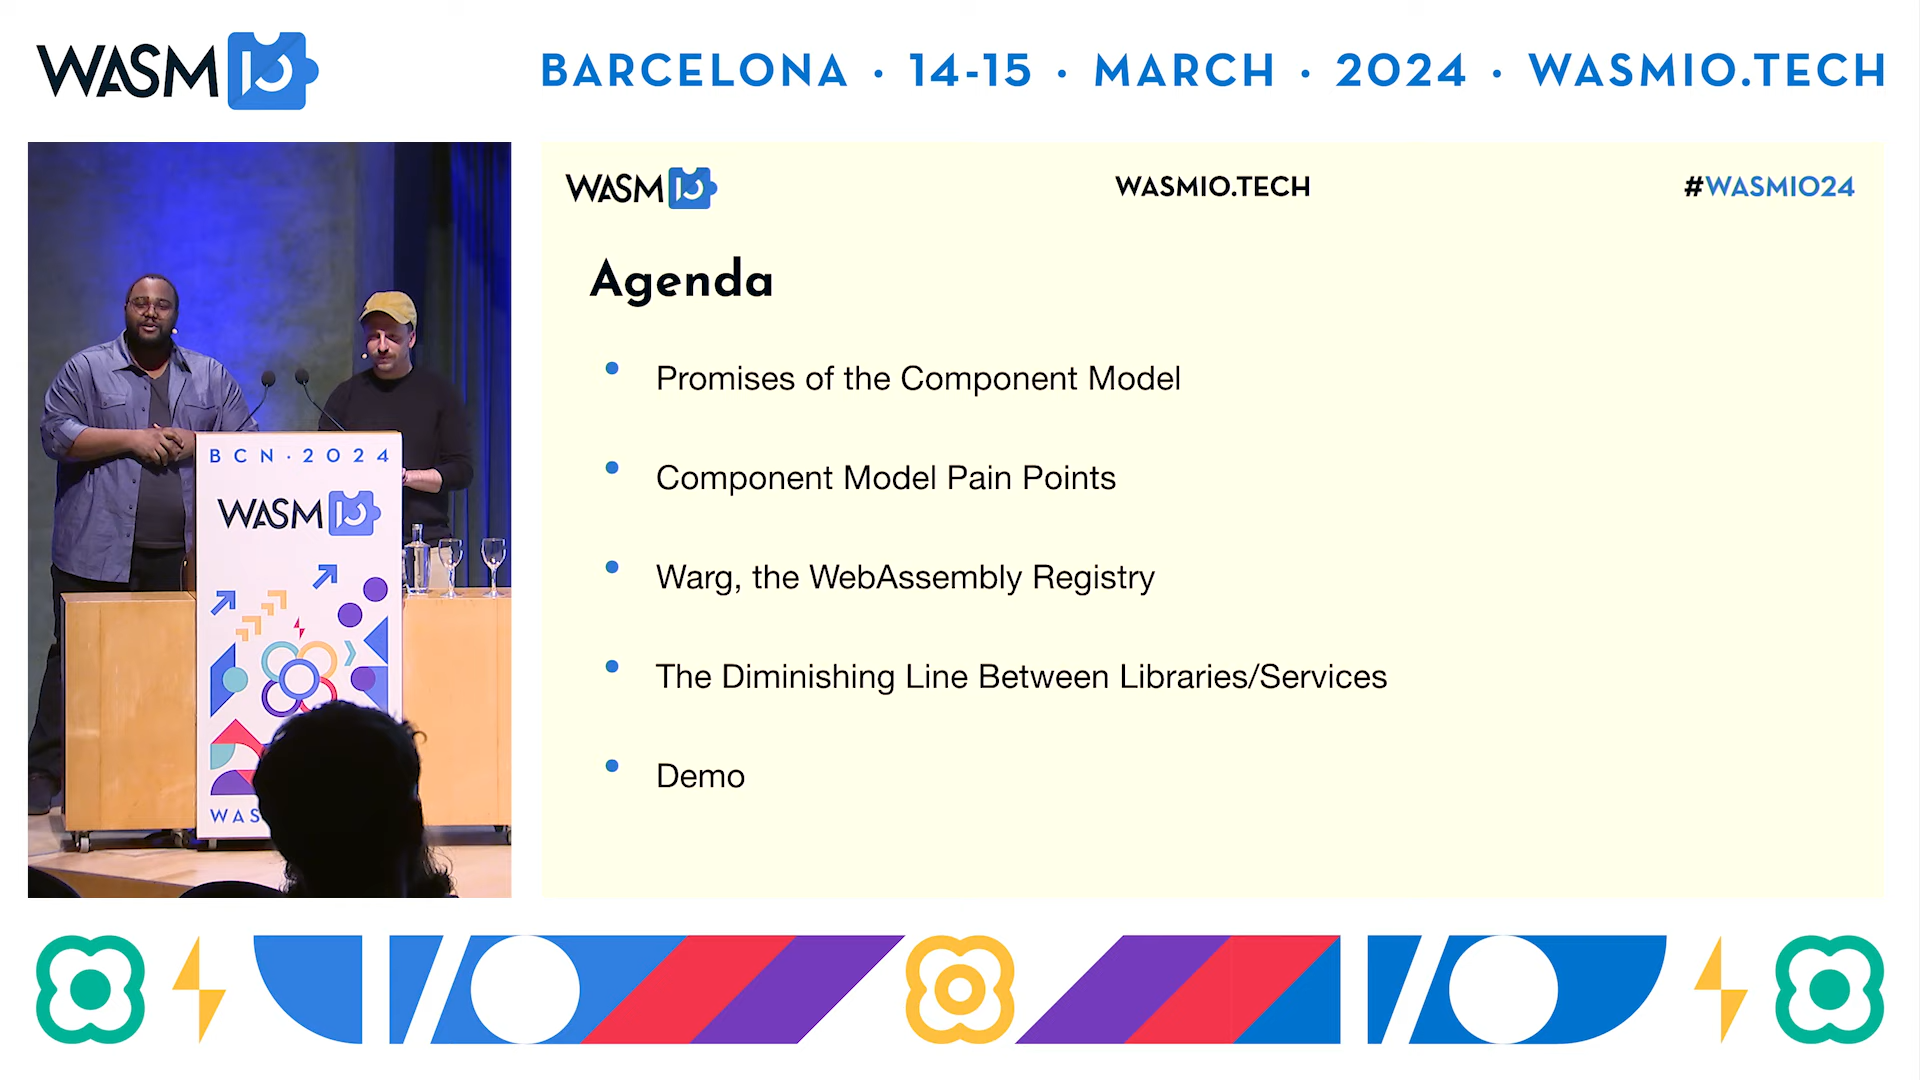 WASM IO
BARCELONA · 14-15 · MARCH · 2024 · WASMIO.TECH
WASM IO
WASMIO.TECH
#WASMIO24
Agenda
• Promises of the Component Model
• Component Model Pain Points
• Warg, the WebAssembly Registry
• The Diminishing Line Between Libraries/Services
• Demo
BCN·2024
WASM IO